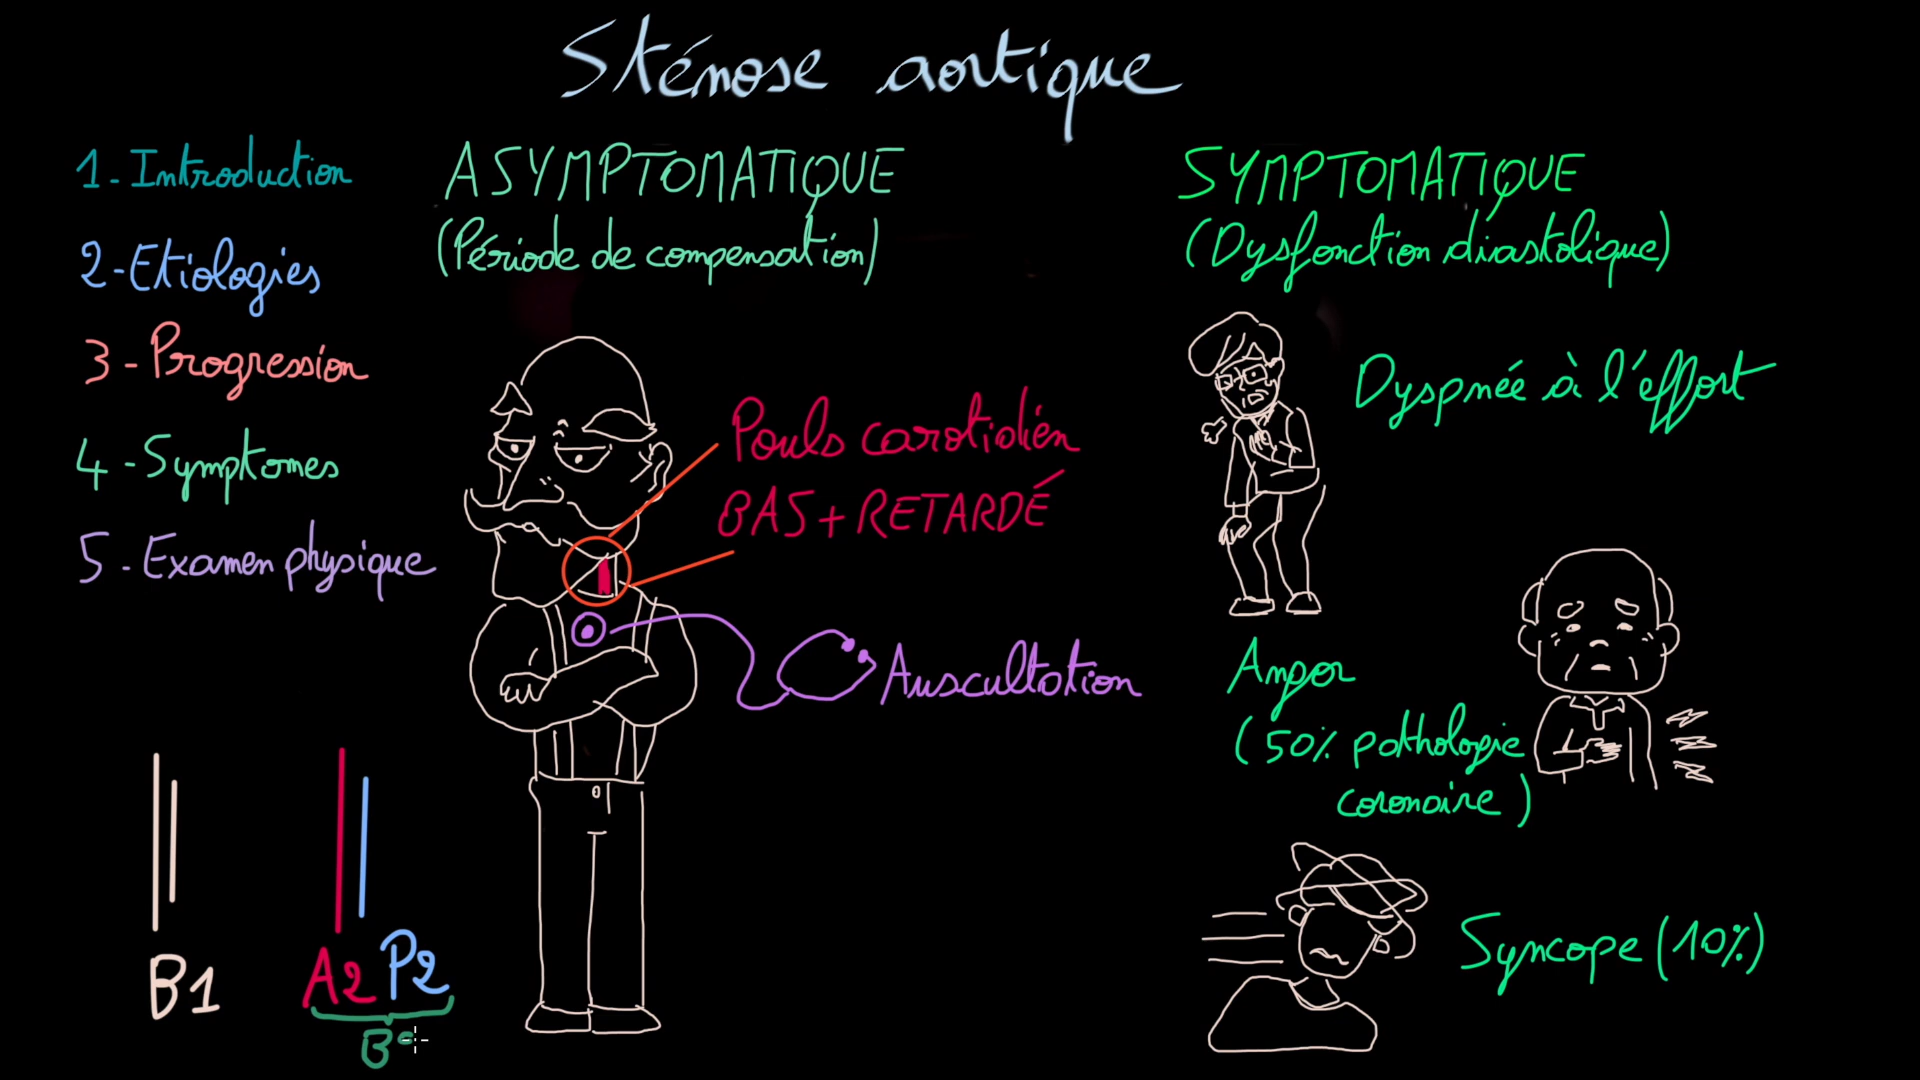 Sténose aortique
1- Introduction
2- Etiologies
3 - Progression
4 - Symptomes
5 - Examen physique
ASYMPTOMATIQUE
(Période de compensation)
Pouls carotidien
BAS + RETARDÉ
Auscultation
B1
A2 P2
B
SYMPTOMATIQUE
(Dysfonction diastolique)
Dyspnée à l'effort
Angor
(50% pathologie
coronaire)
Syncope (10%)